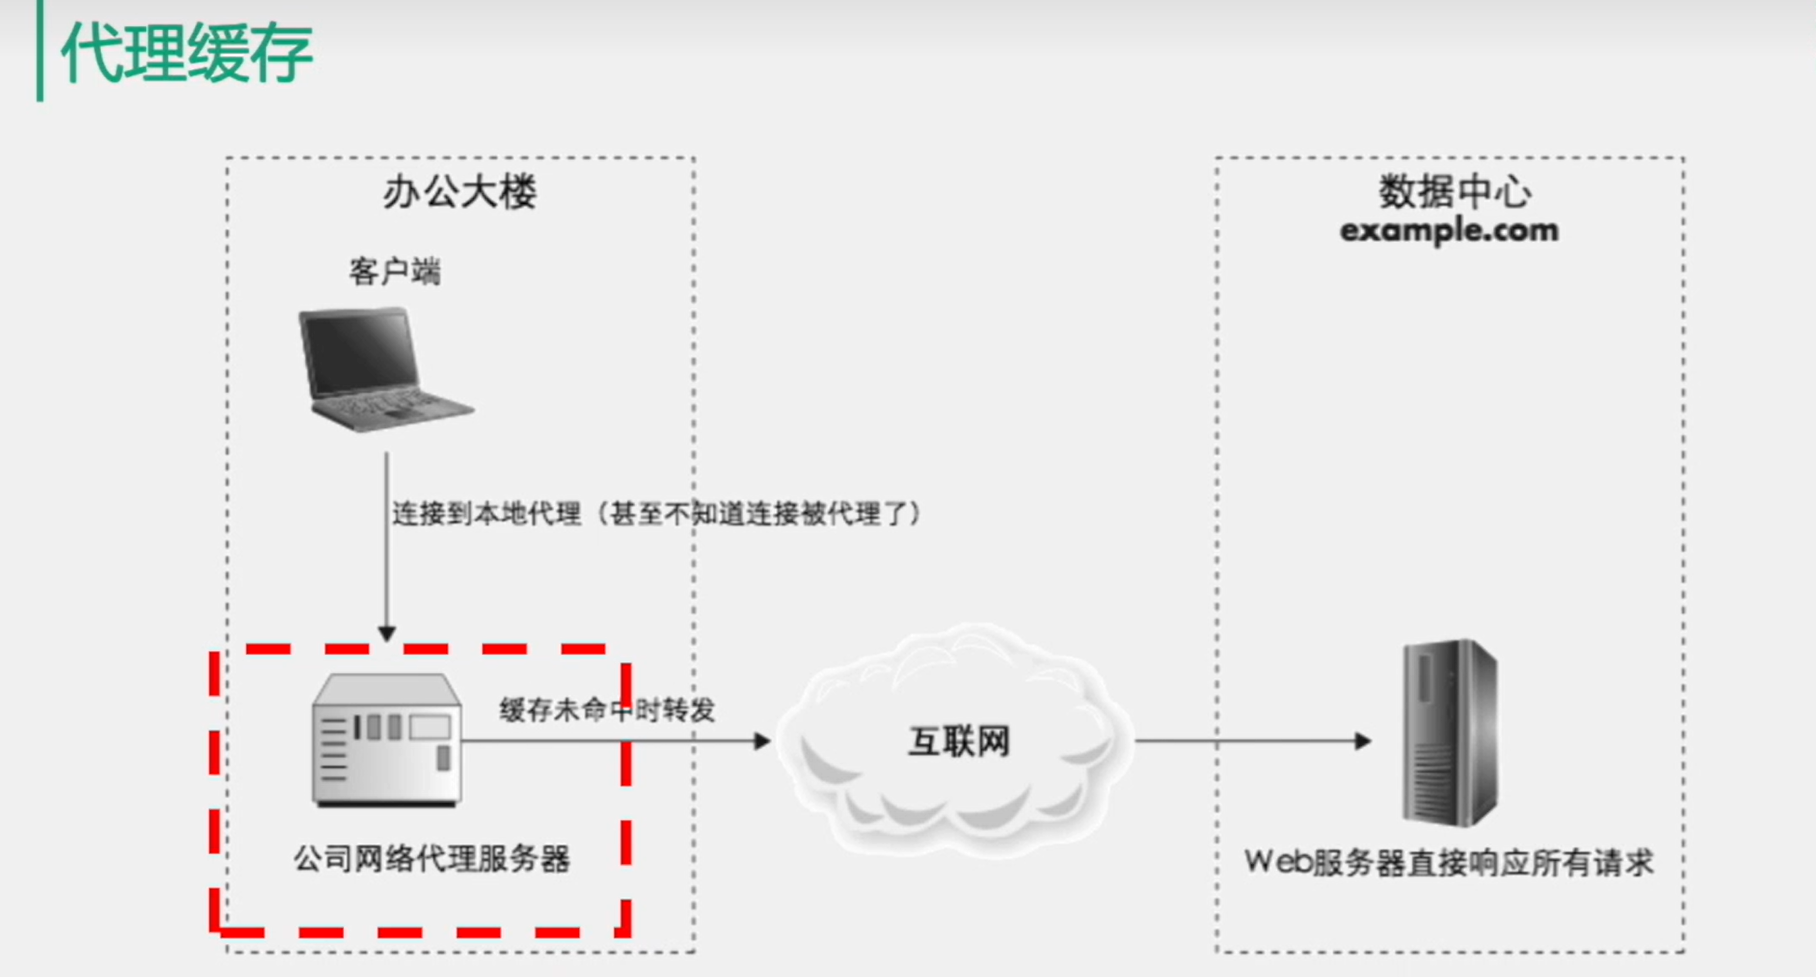 代理缓存
办公大楼
客户端
连接到本地代理（甚至不知道连接被代理了）
缓存未命中时转发
公司网络代理服务器
互联网
数据中心
example.com
Web服务器直接响应所有请求